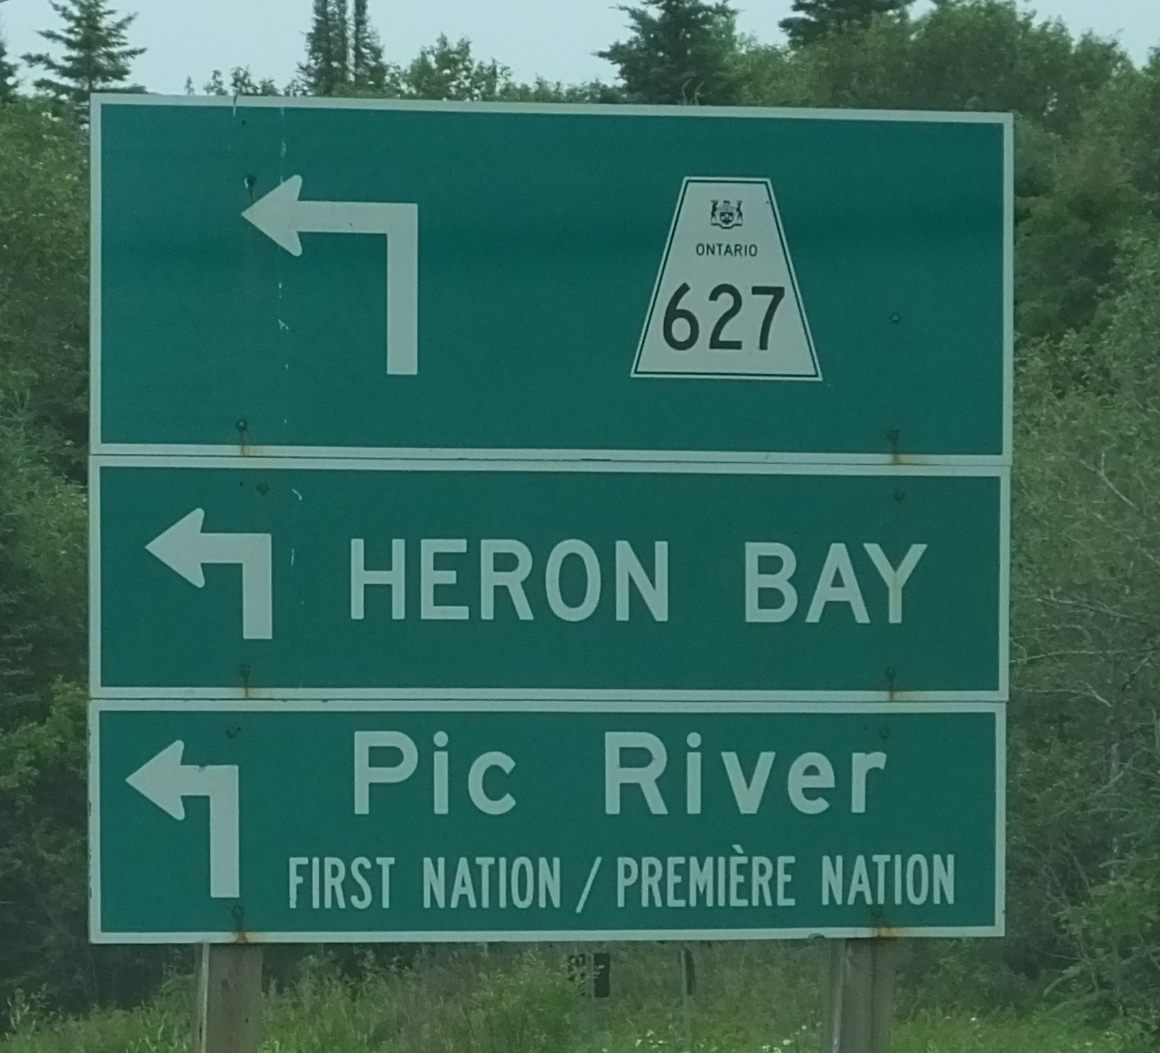 ONTARIO
627
HERON BAY
Pic River
FIRST NATION / PREMIÈRE NATION